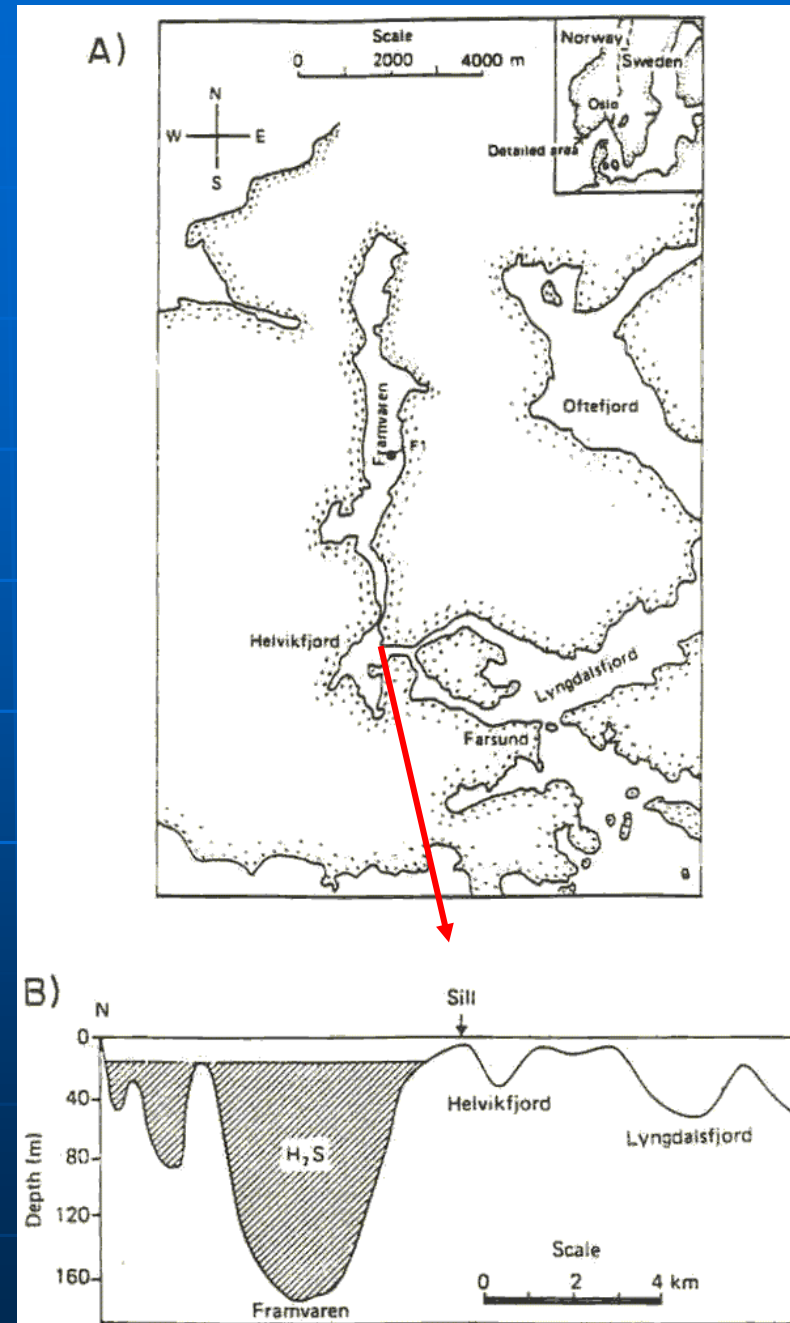 A)
Scale
0 2000 4000 m
N
W E
S
Norway
Sweden
Oslo
Detailed area
Framvaren
F1
Oftefjord
Helvikfjord
Lyngdalsfjord
Farsund
B)
N
Sill
0
40
80
120
160
Depth (m)
H₂S
Helvikfjord
Lyngdalsfjord
Scale
0 2 4 km
Framvaren